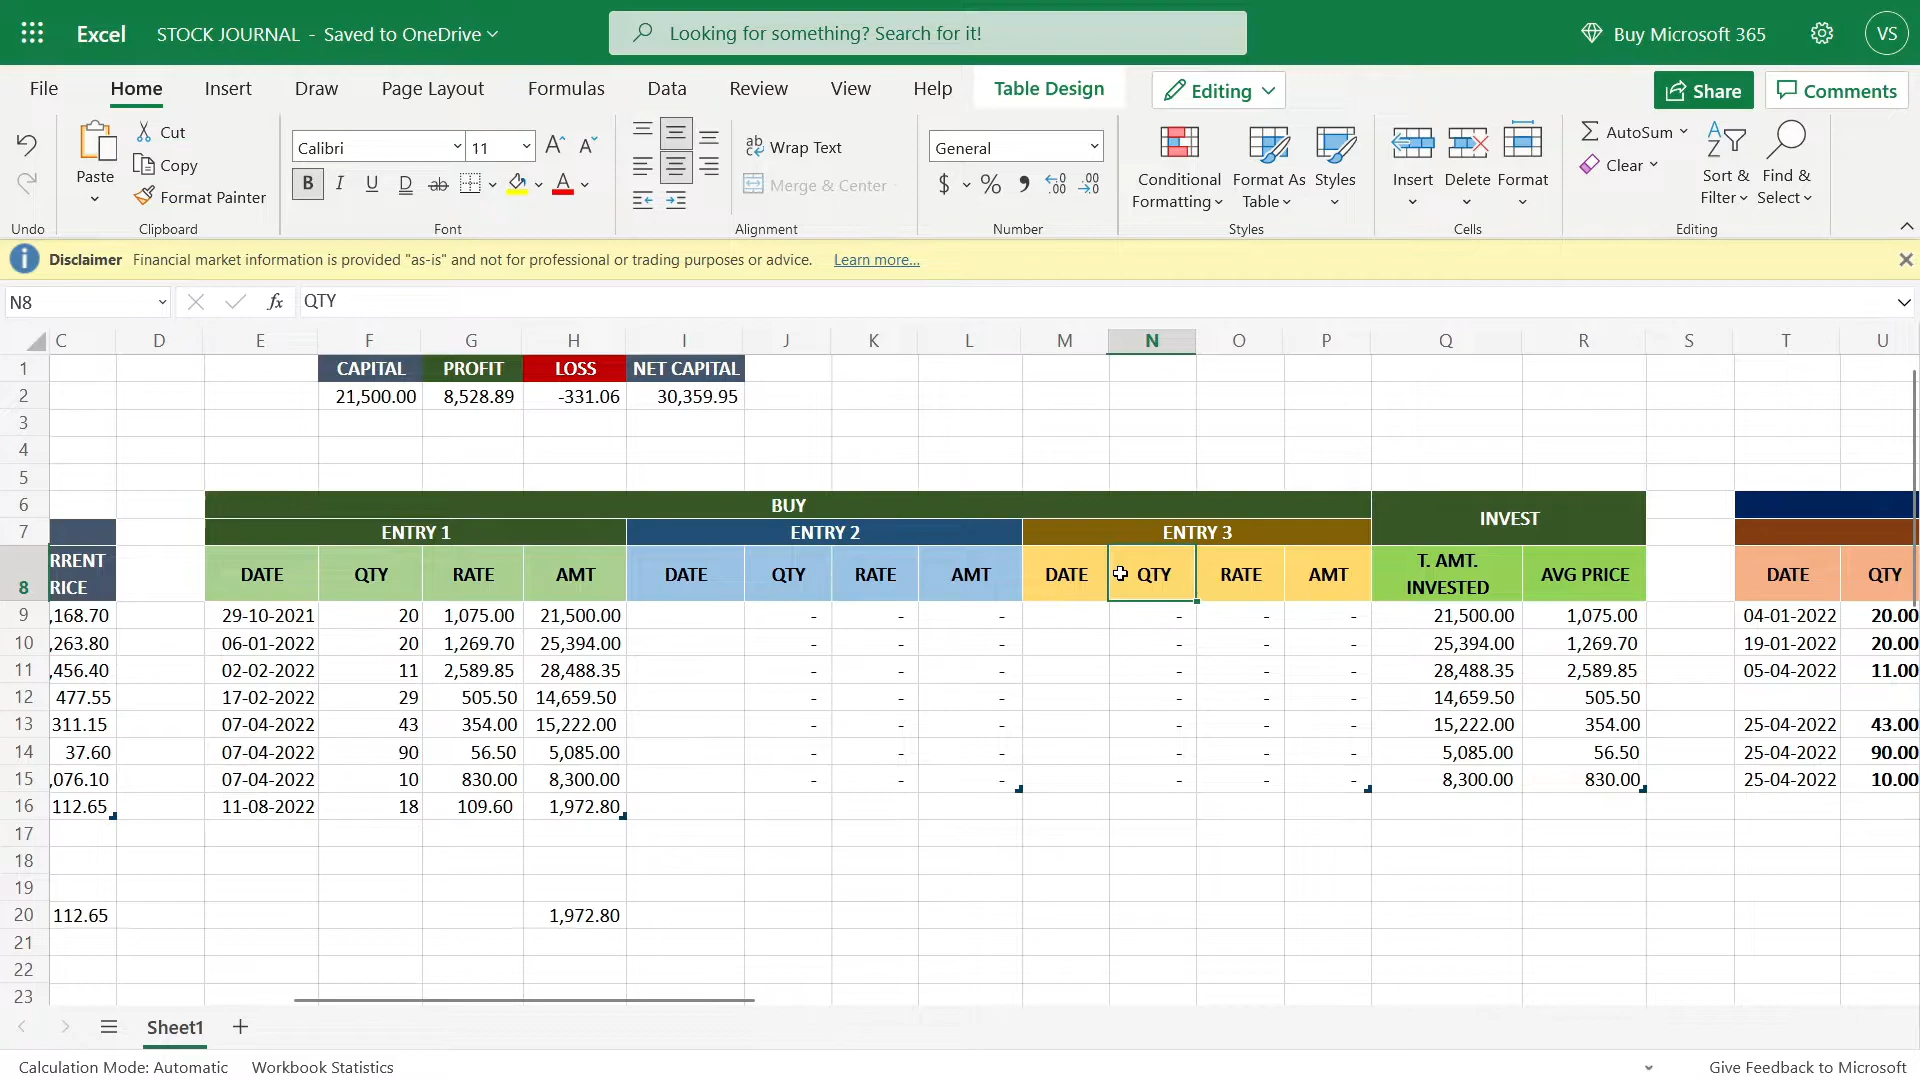 Excel STOCK JOURNAL - Saved to OneDrive Looking for something? Search for it! Buy Microsoft 365 VS
File Home Insert Draw Page Layout Formulas Data Review View Help Table Design Editing Share Comments
Paste Cut Copy Format Painter
Calibri 11
B I U D ab A A
Wrap Text
Merge & Center
General
$ % .00
Conditional Formatting Format As Table Styles
Insert Delete Format
AutoSum Clear
Sort & Filter Find & Select
Undo Clipboard Font Alignment Number Styles Cells Editing
Disclaimer Financial market information is provided "as-is" and not for professional or trading purposes or advice. Learn more...
N8 fx QTY
C D E F G H I J K L M N O P Q R S T U
1 CAPITAL PROFIT LOSS NET CAPITAL
2 21,500.00 8,528.89 -331.06 30,359.95
3
4
5
6 BUY INVEST
7 ENTRY 1 ENTRY 2 ENTRY 3
8 RRENT RICE DATE QTY RATE AMT DATE QTY RATE AMT DATE QTY RATE AMT T. AMT. INVESTED AVG PRICE DATE QTY
9 ,168.70 29-10-2021 20 1,075.00 21,500.00 - - - - - - 21,500.00 1,075.00 04-01-2022 20.00
10 ,263.80 06-01-2022 20 1,269.70 25,394.00 - - - - - - 25,394.00 1,269.70 19-01-2022 20.00
11 ,456.40 02-02-2022 11 2,589.85 28,488.35 - - - - - - 28,488.35 2,589.85 05-04-2022 11.00
12 477.55 17-02-2022 29 505.50 14,659.50 - - - - - - 14,659.50 505.50
13 311.15 07-04-2022 43 354.00 15,222.00 - - - - - - 15,222.00 354.00 25-04-2022 43.00
14 37.60 07-04-2022 90 56.50 5,085.00 - - - - - - 5,085.00 56.50 25-04-2022 90.00
15 ,076.10 07-04-2022 10 830.00 8,300.00 - - - - - - 8,300.00 830.00 25-04-2022 10.00
16 112.65 11-08-2022 18 109.60 1,972.80
17
18
19
20 112.65 1,972.80
21
22
23
Sheet1
Calculation Mode: Automatic Workbook Statistics Give Feedback to Microsoft